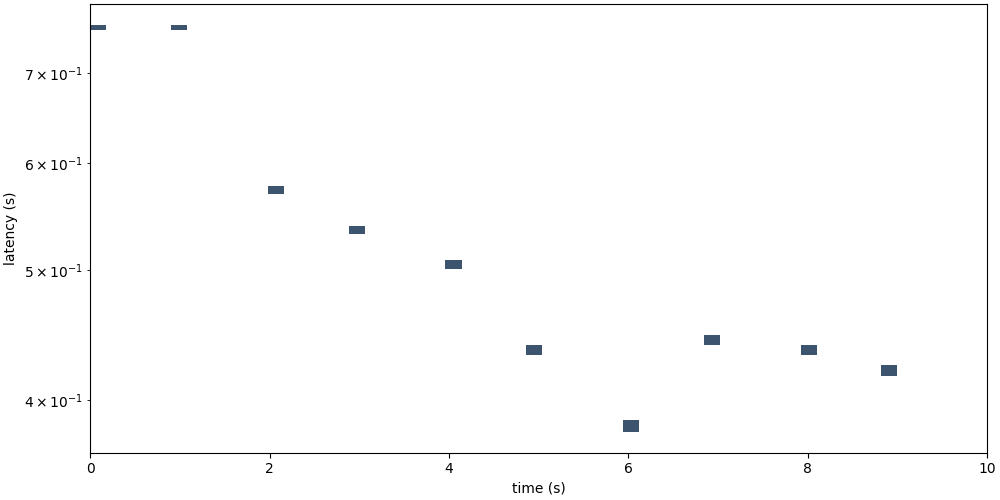 7 × 10⁻¹
6 × 10⁻¹
5 × 10⁻¹
4 × 10⁻¹
latency (s)
0 2 4 6 8 10
time (s)